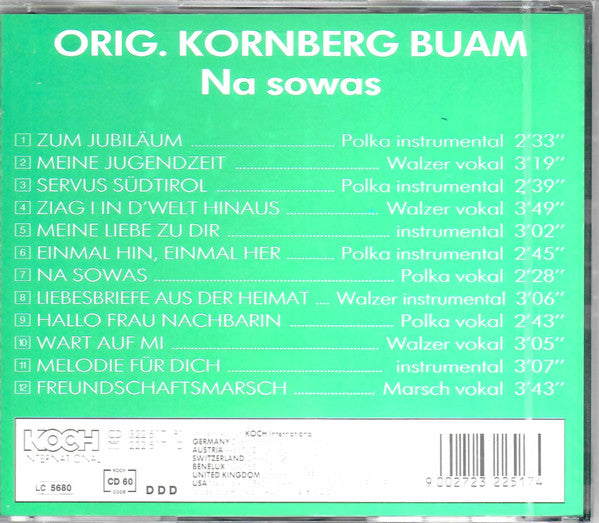 ORIG. KORNBERG BUAM
Na sowas
1 ZUM JUBILÄUM Polka instrumental 2'33"
2 MEINE JUGENDZEIT Walzer vokal 3'19"
3 SERVUS SÜDTIROL Polka instrumental 2'39"
4 ZIAG I IN D'WELT HINAUS Walzer vokal 3'49"
5 MEINE LIEBE ZU DIR instrumental 3'02"
6 EINMAL HIN, EINMAL HER Polka instrumental 2'45"
7 NA SOWAS Polka vokal 2'28"
8 LIEBESBRIEFE AUS DER HEIMAT Walzer instrumental 3'06"
9 HALLO FRAU NACHBARIN Polka vokal 2'43"
10 WART AUF MI Walzer vokal 3'05"
11 MELODIE FÜR DICH instrumental 3'07"
12 FREUNDSCHAFTSMARSCH Marsch vokal 3'43"
KOCH
INTERNATIONAL
LC 5680
KOCH
CD 60
CODE
DDD
KOCH International
GERMANY
AUSTRIA
SWITZERLAND
BENELUX
UNITED KINGDOM
USA
9 002723 225174